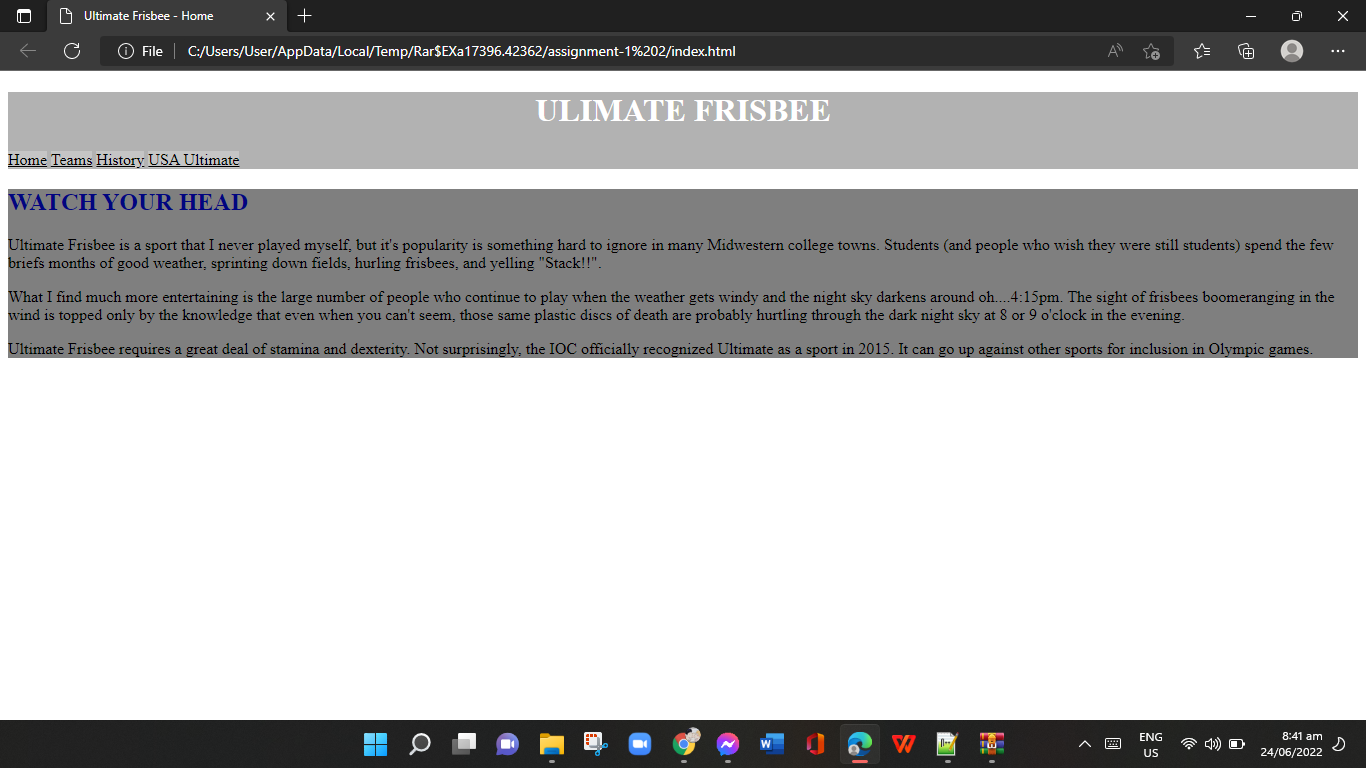 Ultimate Frisbee - Home
File
C:/Users/User/AppData/Local/Temp/Rar$EXa17396.42362/assignment-1%202/index.html
ULIMATE FRISBEE
Home Teams History USA Ultimate
WATCH YOUR HEAD
Ultimate Frisbee is a sport that I never played myself, but it's popularity is something hard to ignore in many Midwestern college towns. Students (and people who wish they were still students) spend the few
briefs months of good weather, sprinting down fields, hurling frisbees, and yelling "Stack!!".
What I find much more entertaining is the large number of people who continue to play when the weather gets windy and the night sky darkens around oh....4:15pm. The sight of frisbees boomeranging in the
wind is topped only by the knowledge that even when you can't seem, those same plastic discs of death are probably hurtling through the dark night sky at 8 or 9 o'clock in the evening.
Ultimate Frisbee requires a great deal of stamina and dexterity. Not surprisingly, the IOC officially recognized Ultimate as a sport in 2015. It can go up against other sports for inclusion in Olympic games.
ENG
US
8:41 am
24/06/2022